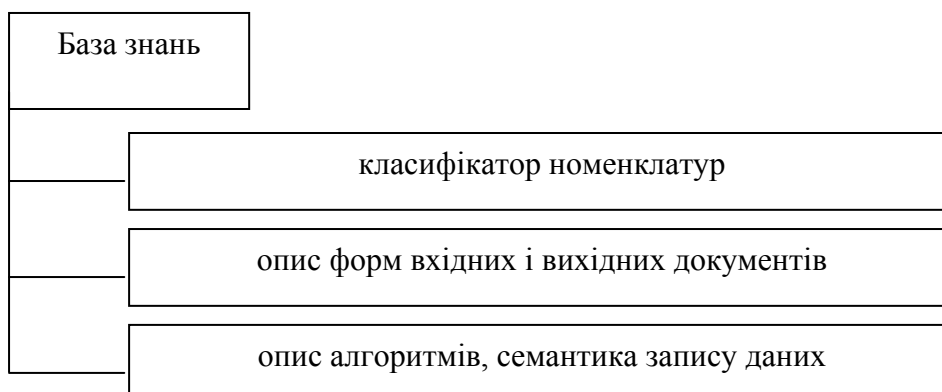 База знань
класифікатор номенклатур
опис форм вхідних і вихідних документів
опис алгоритмів, семантика запису даних